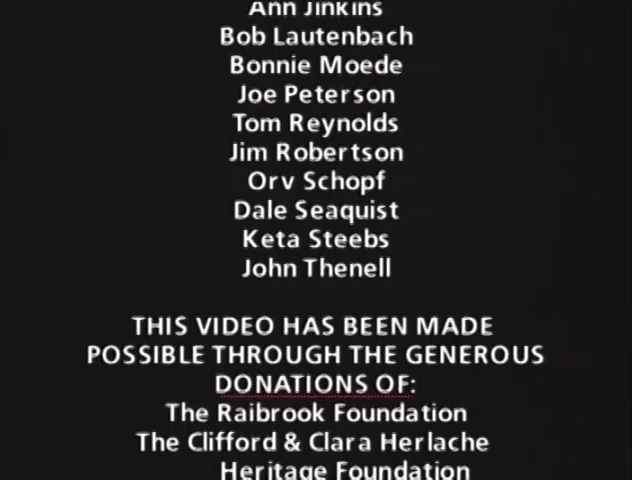 Ann Jinkins
Bob Lautenbach
Bonnie Moede
Joe Peterson
Tom Reynolds
Jim Robertson
Orv Schopf
Dale Seaquist
Keta Steebs
John Thenell
THIS VIDEO HAS BEEN MADE
POSSIBLE THROUGH THE GENEROUS
DONATIONS OF:
The Raibrook Foundation
The Clifford & Clara Herlache
Heritage Foundation